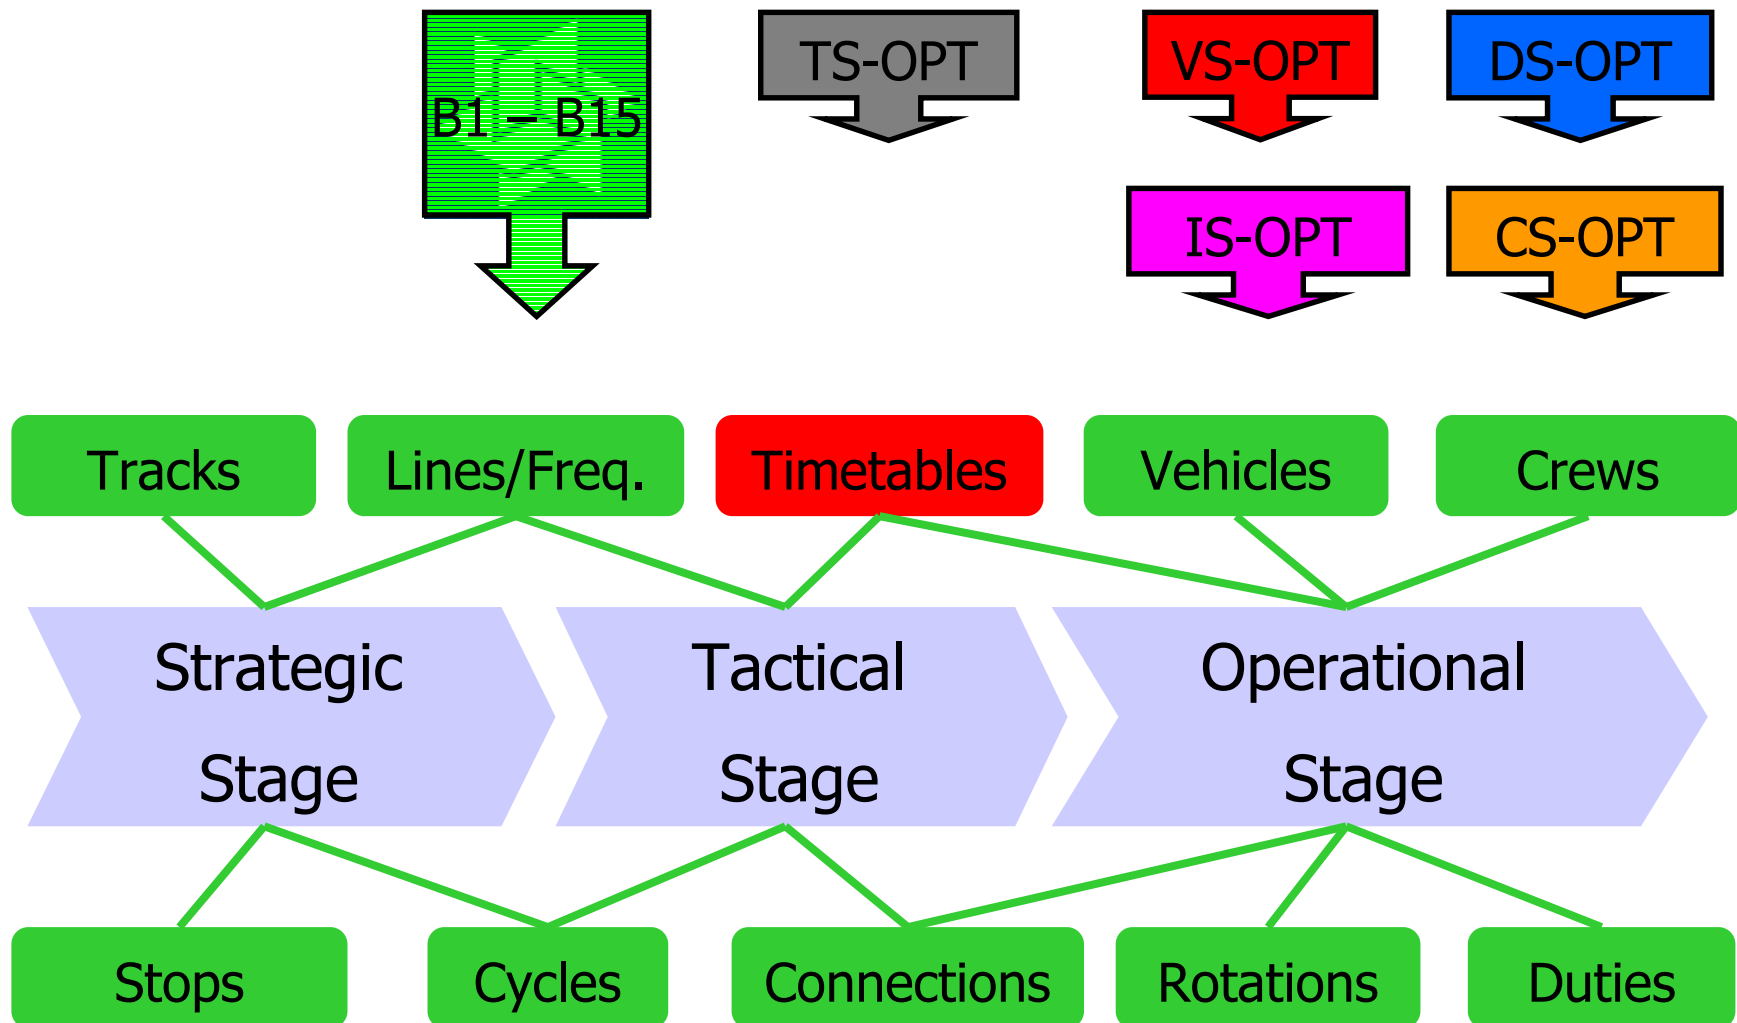 B1 – B15
TS-OPT
VS-OPT
DS-OPT
IS-OPT
CS-OPT
Tracks
Lines/Freq.
Timetables
Vehicles
Crews
Strategic
Stage
Tactical
Stage
Operational
Stage
Stops
Cycles
Connections
Rotations
Duties